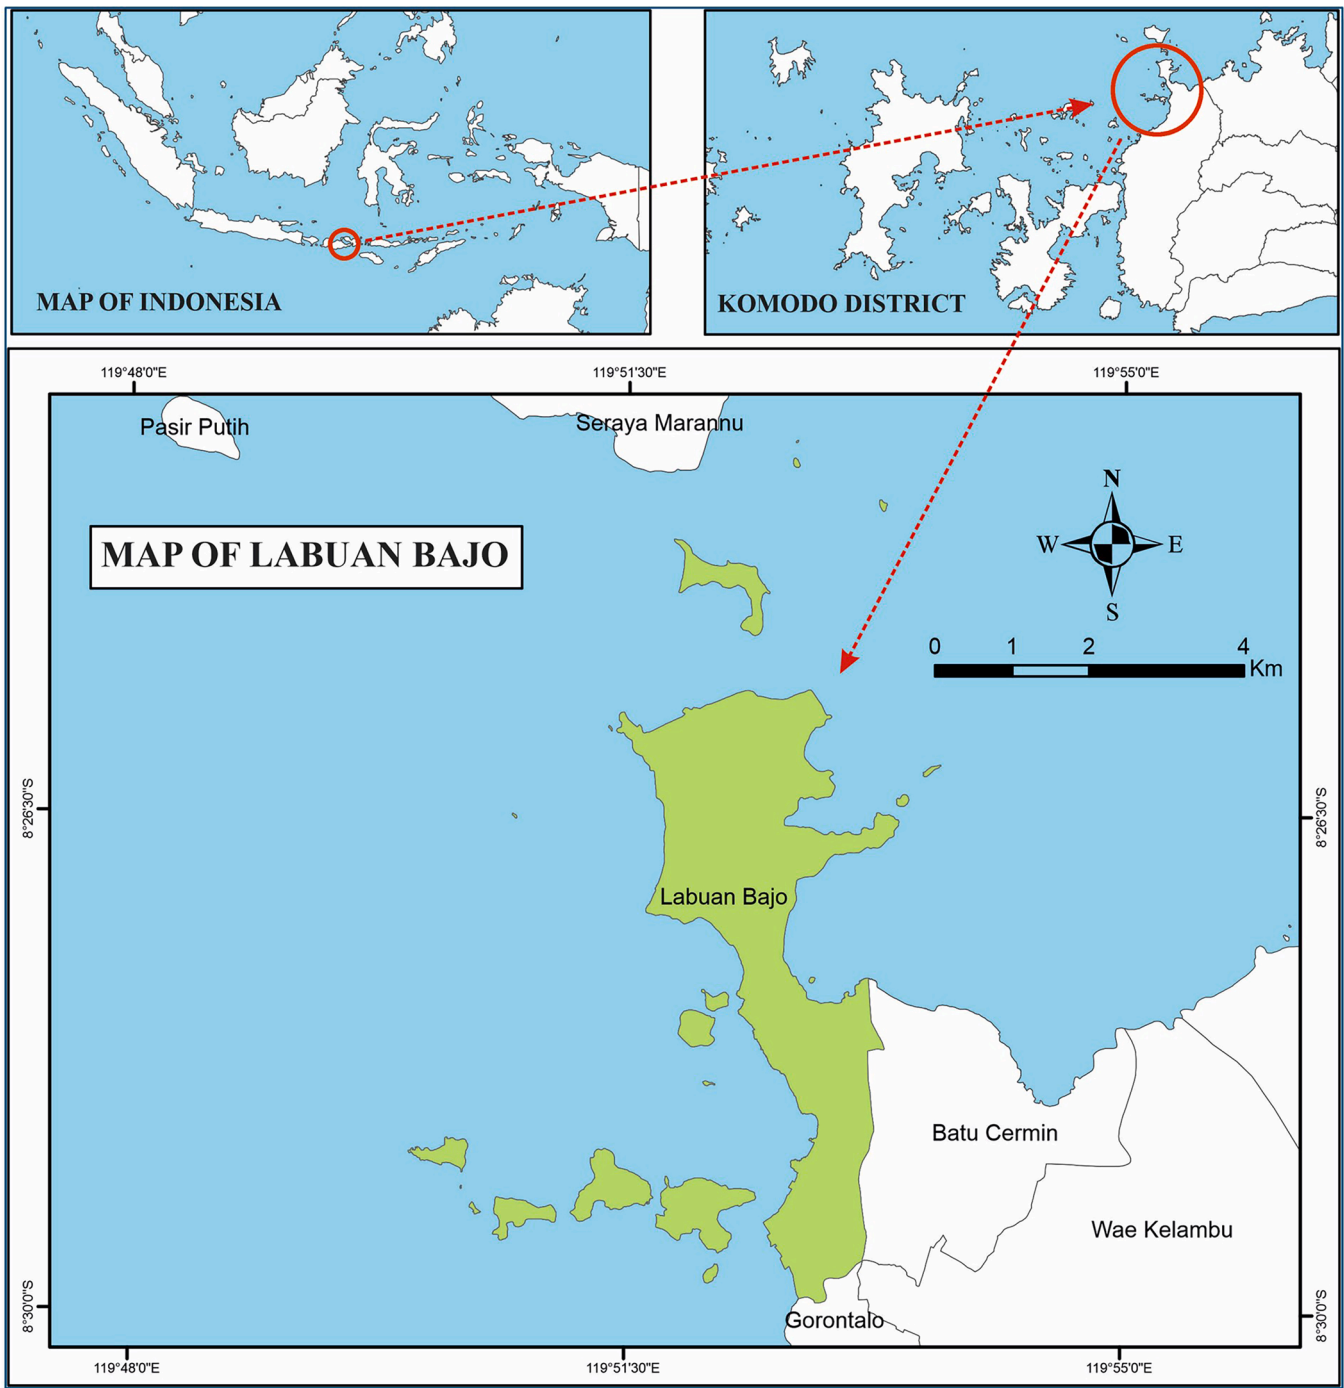 MAP OF INDONESIA
KOMODO DISTRICT
119°48'0"E
119°51'30"E
119°55'0"E
Pasir Putih
Seraya Marannu
MAP OF LABUAN BAJO
N
W
E
S
0
1
2
4
Km
8°26'30"S
8°26'30"S
Labuan Bajo
Batu Cermin
Wae Kelambu
8°30'0"S
8°30'0"S
Gorontalo
119°48'0"E
119°51'30"E
119°55'0"E